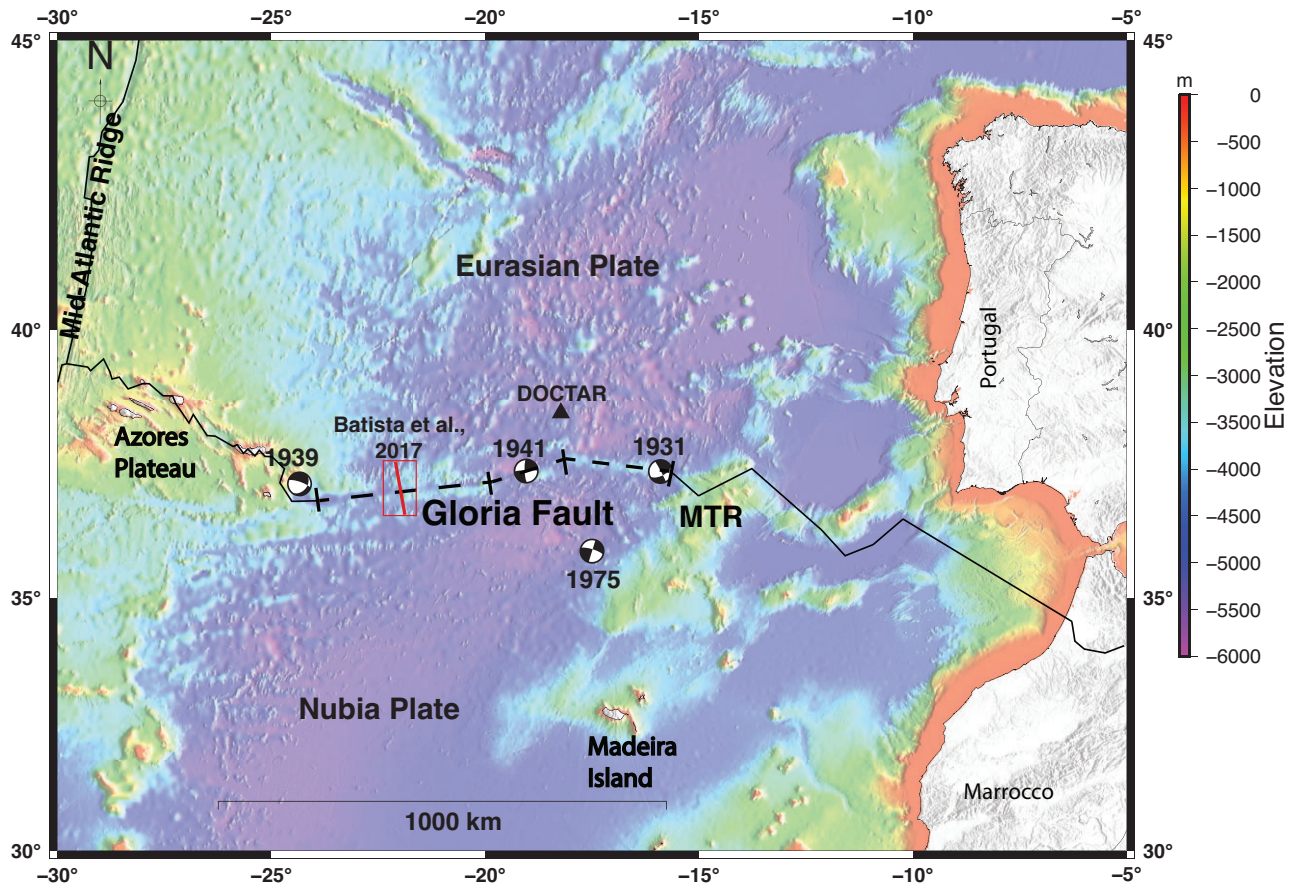 −30° −25° −20° −15° −10° −5°
45° 45°
N
m
0
−500
−1000
−1500
−2000
−2500
−3000
−3500
−4000
−4500
−5000
−5500
−6000
Elevation
Mid-Atlantic Ridge
Eurasian Plate
Portugal
40° 40°
DOCTAR
Azores
Plateau
Batista et al.,
2017
1939
1941
1931
Gloria Fault
MTR
1975
35° 35°
Nubia Plate
Madeira
Island
Marrocco
1000 km
30° 30°
−30° −25° −20° −15° −10° −5°